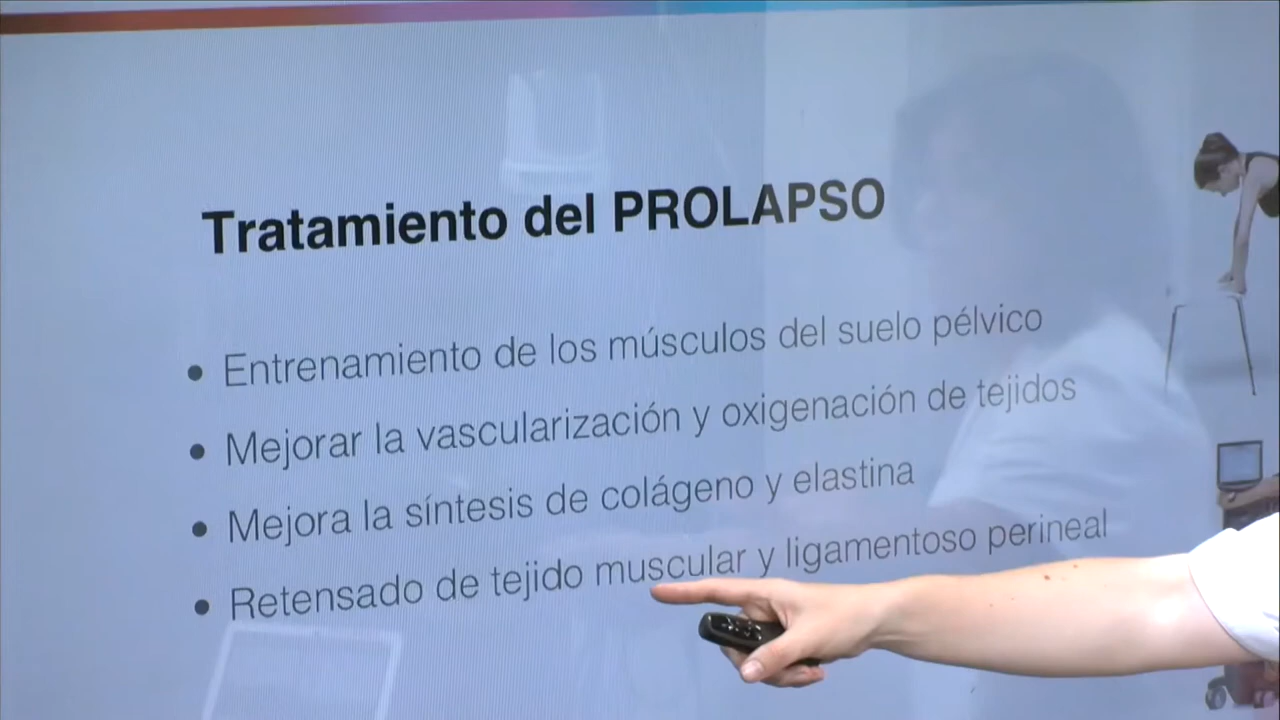 Tratamiento del PROLAPSO
• Entrenamiento de los músculos del suelo pélvico
• Mejorar la vascularización y oxigenación de tejidos
• Mejora la síntesis de colágeno y elastina
• Retensado de tejido muscular y ligamentoso perineal